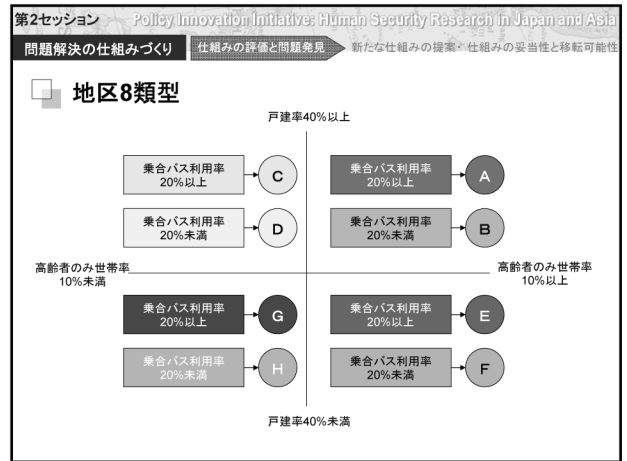 第2セッション
Policy Innovation Initiative: Human Security Research in Japan and Asia
問題解決の仕組みづくり
仕組みの評価と問題発見
新たな仕組みの提案・仕組みの妥当性と移転可能性
地区8類型
戸建率40%以上
乗合バス利用率
20%以上
C
乗合バス利用率
20%以上
A
乗合バス利用率
20%未満
D
乗合バス利用率
20%未満
B
高齢者のみ世帯率
10%未満
高齢者のみ世帯率
10%以上
乗合バス利用率
20%以上
G
乗合バス利用率
20%以上
E
乗合バス利用率
20%未満
H
乗合バス利用率
20%未満
F
戸建率40%未満